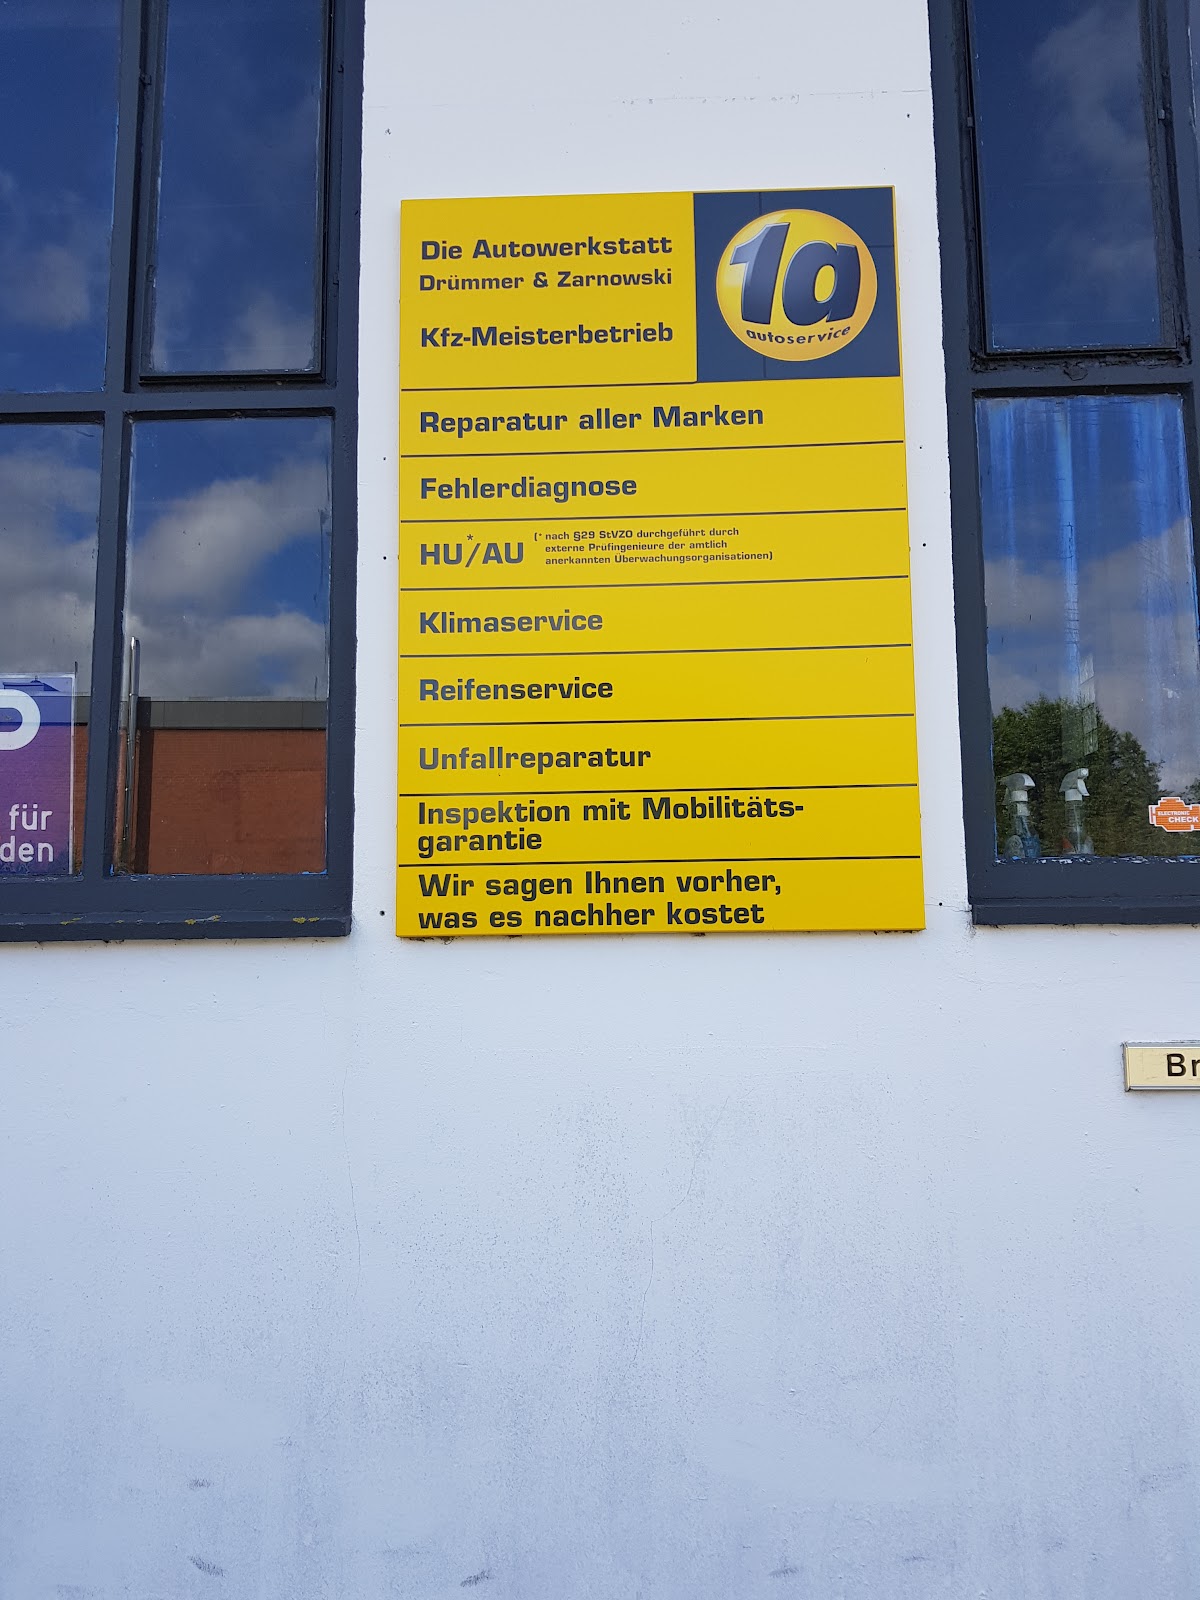 Die Autowerkstatt
Drümmer & Zarnowski
Kfz-Meisterbetrieb
1a
autoservice
Reparatur aller Marken
Fehlerdiagnose
HU*/AU
(* nach §29 StVZO durchgeführt durch
externe Prüfingenieure der amtlich
anerkannten Überwachungsorganisationen)
Klimaservice
Reifenservice
Unfallreparatur
Inspektion mit Mobilitäts-
garantie
Wir sagen Ihnen vorher,
was es nachher kostet
für
den
ELECTRONIC
CHECK
Br